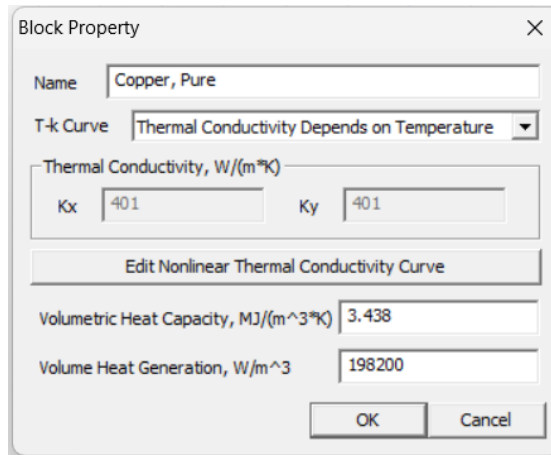 Block Property
Name Copper, Pure
T-k Curve Thermal Conductivity Depends on Temperature
Thermal Conductivity, W/(m*K)
Kx 401 Ky 401
Edit Nonlinear Thermal Conductivity Curve
Volumetric Heat Capacity, MJ/(m^3*K) 3.438
Volume Heat Generation, W/m^3 198200
OK Cancel